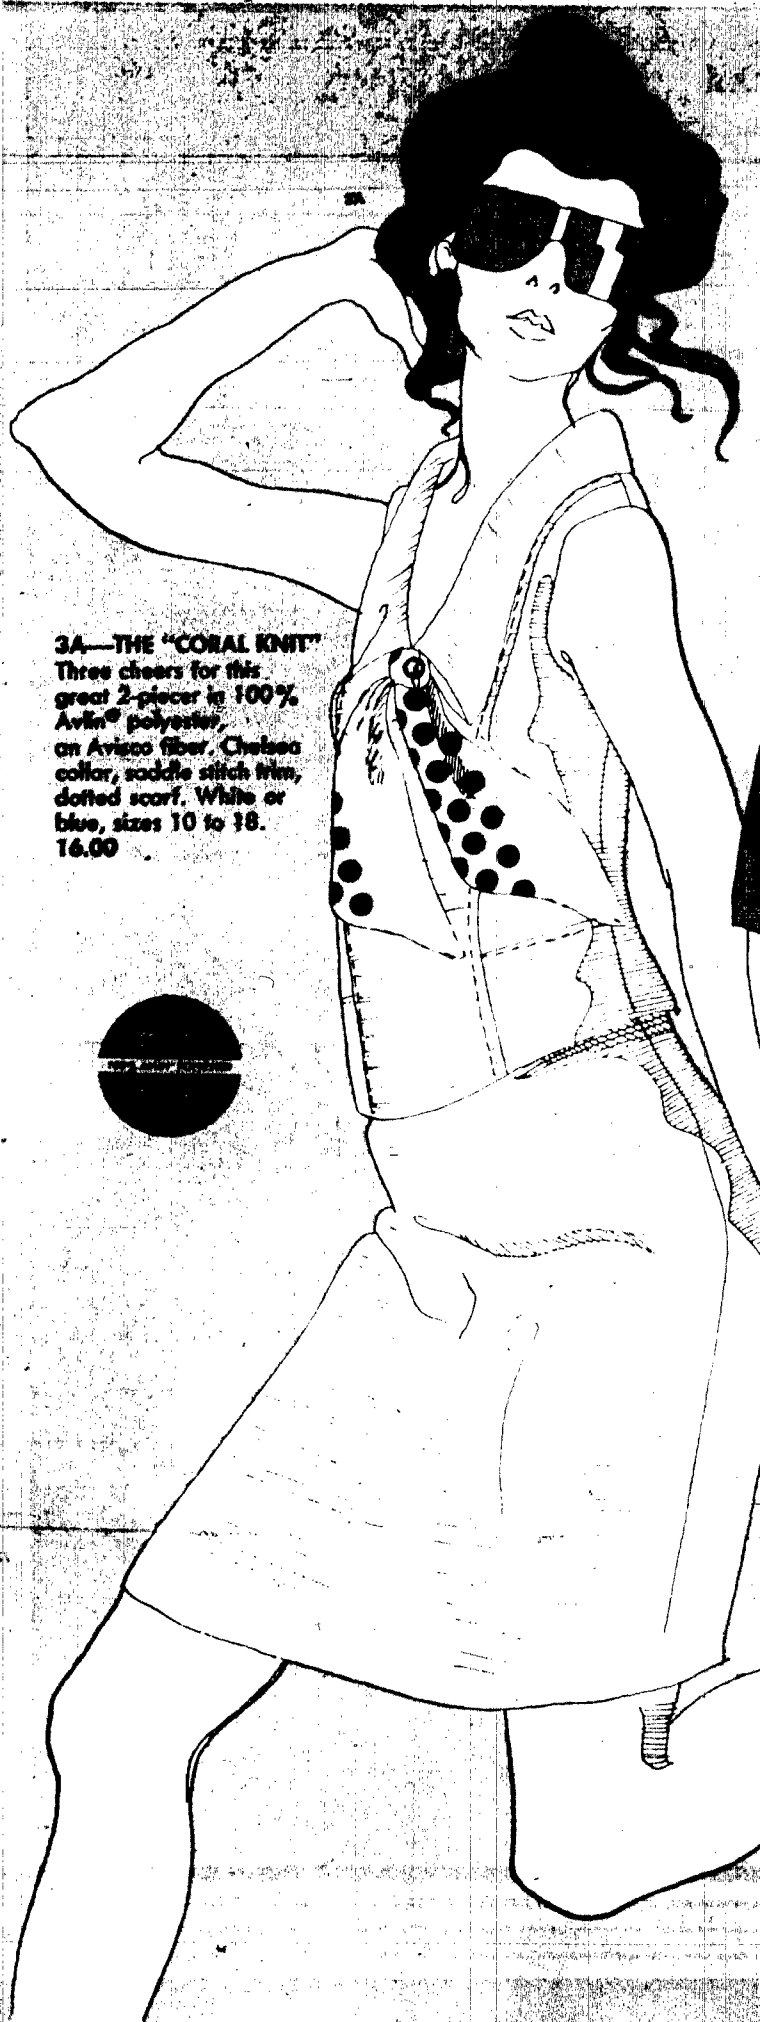 3A
3A—THE "CORAL KNIT"
Three cheers for this
great 2-piecer in 100%
Avlin® polyester,
an Avisco fiber. Chelsea
collar, saddle stitch trim,
dotted scarf. White or
blue, sizes 10 to 18.
16.00